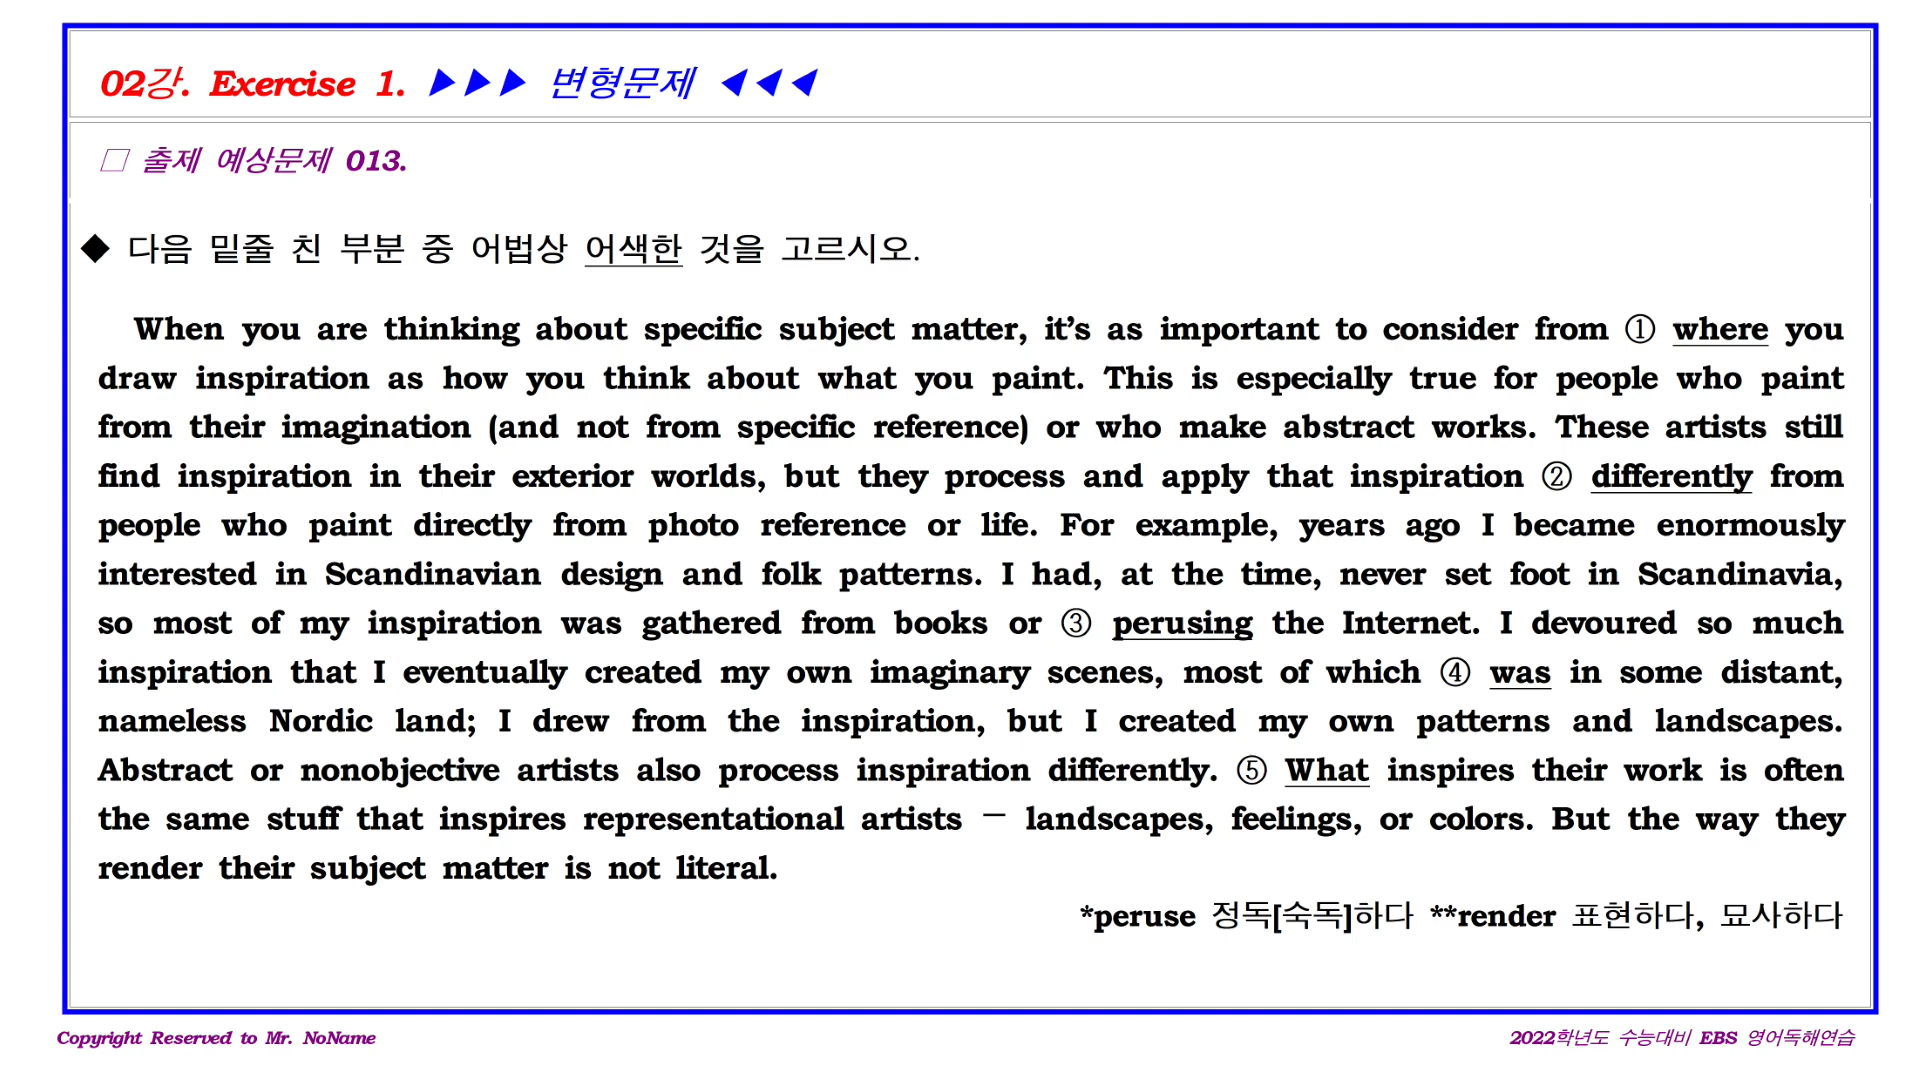 02강. Exercise 1. ▶▶▶ 변형문제 ◀◀◀
□ 출제 예상문제 013.
◆ 다음 밑줄 친 부분 중 어법상 어색한 것을 고르시오.
When you are thinking about specific subject matter, it’s as important to consider from ① where you
draw inspiration as how you think about what you paint. This is especially true for people who paint
from their imagination (and not from specific reference) or who make abstract works. These artists still
find inspiration in their exterior worlds, but they process and apply that inspiration ② differently from
people who paint directly from photo reference or life. For example, years ago I became enormously
interested in Scandinavian design and folk patterns. I had, at the time, never set foot in Scandinavia,
so most of my inspiration was gathered from books or ③ perusing the Internet. I devoured so much
inspiration that I eventually created my own imaginary scenes, most of which ④ was in some distant,
nameless Nordic land; I drew from the inspiration, but I created my own patterns and landscapes.
Abstract or nonobjective artists also process inspiration differently. ⑤ What inspires their work is often
the same stuff that inspires representational artists － landscapes, feelings, or colors. But the way they
render their subject matter is not literal.
*peruse 정독[숙독]하다 **render 표현하다, 묘사하다
Copyright Reserved to Mr. NoName
2022학년도 수능대비 EBS 영어독해연습